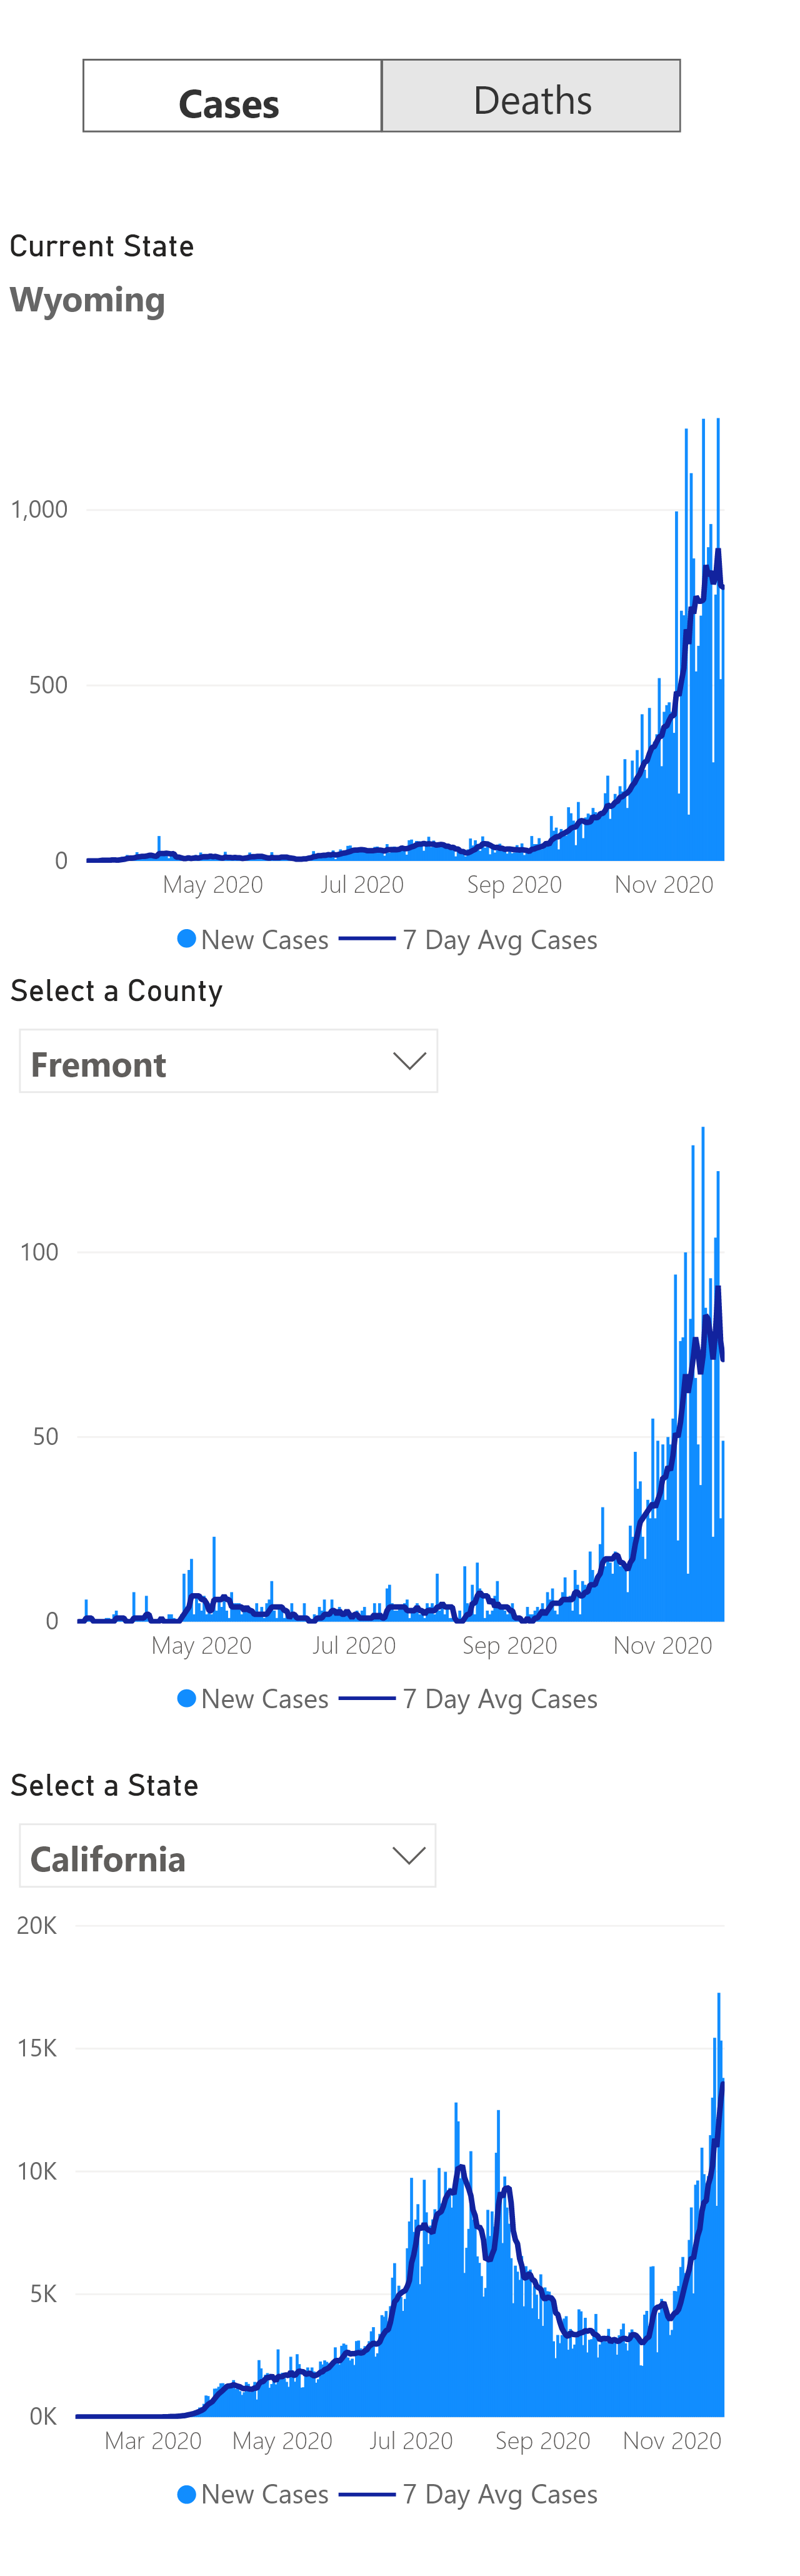 Cases Deaths
Current State
Wyoming
1,000
500
0
May 2020 Jul 2020 Sep 2020 Nov 2020
New Cases 7 Day Avg Cases
Select a County
Fremont
100
50
0
May 2020 Jul 2020 Sep 2020 Nov 2020
New Cases 7 Day Avg Cases
Select a State
California
20K
15K
10K
5K
0K
Mar 2020 May 2020 Jul 2020 Sep 2020 Nov 2020
New Cases 7 Day Avg Cases